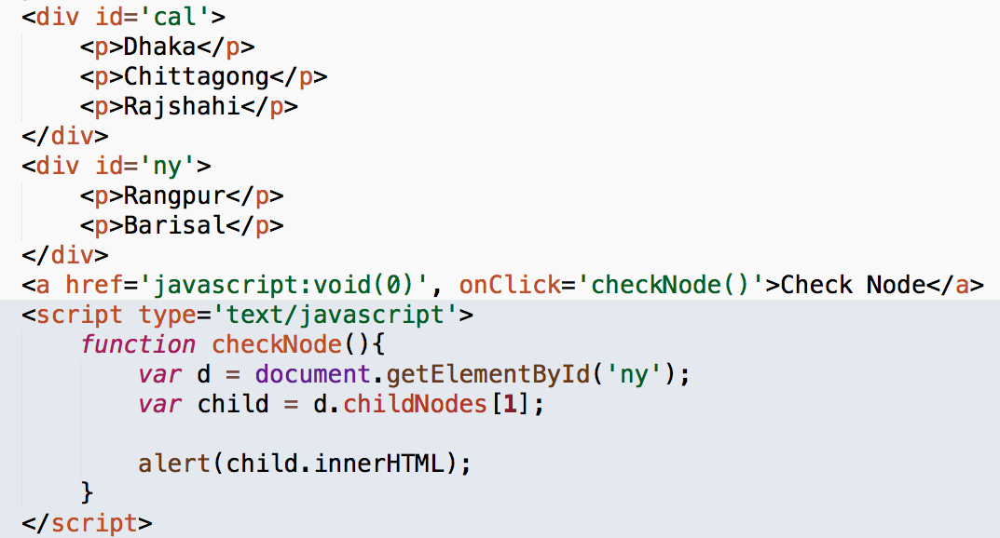 <div id='cal'>
    <p>Dhaka</p>
    <p>Chittagong</p>
    <p>Rajshahi</p>
</div>
<div id='ny'>
    <p>Rangpur</p>
    <p>Barisal</p>
</div>
<a href='javascript:void(0)', onClick='checkNode()'>Check Node</a>
<script type='text/javascript'>
    function checkNode(){
        var d = document.getElementById('ny');
        var child = d.childNodes[1];
        alert(child.innerHTML);
    }
</script>